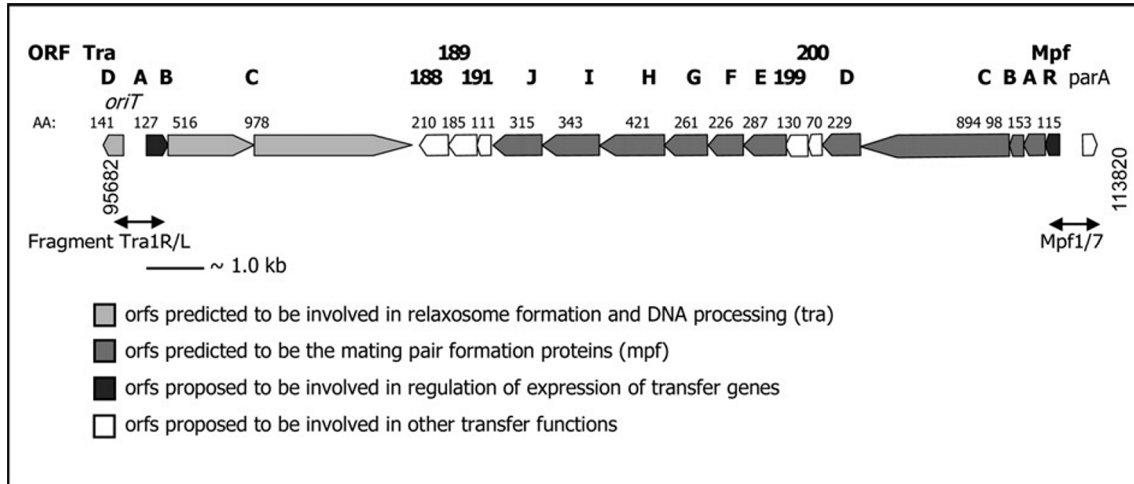 ORF Tra 189 200 Mpf
D A B C 188 191 J I H G F E 199 D C B A R parA
oriT
AA: 141 127 516 978 210 185 111 315 343 421 261 226 287 130 70 229 894 98 153 115
95682 113820
Fragment Tra1R/L Mpf1/7
~ 1.0 kb
orfs predicted to be involved in relaxosome formation and DNA processing (tra)
orfs predicted to be the mating pair formation proteins (mpf)
orfs proposed to be involved in regulation of expression of transfer genes
orfs proposed to be involved in other transfer functions